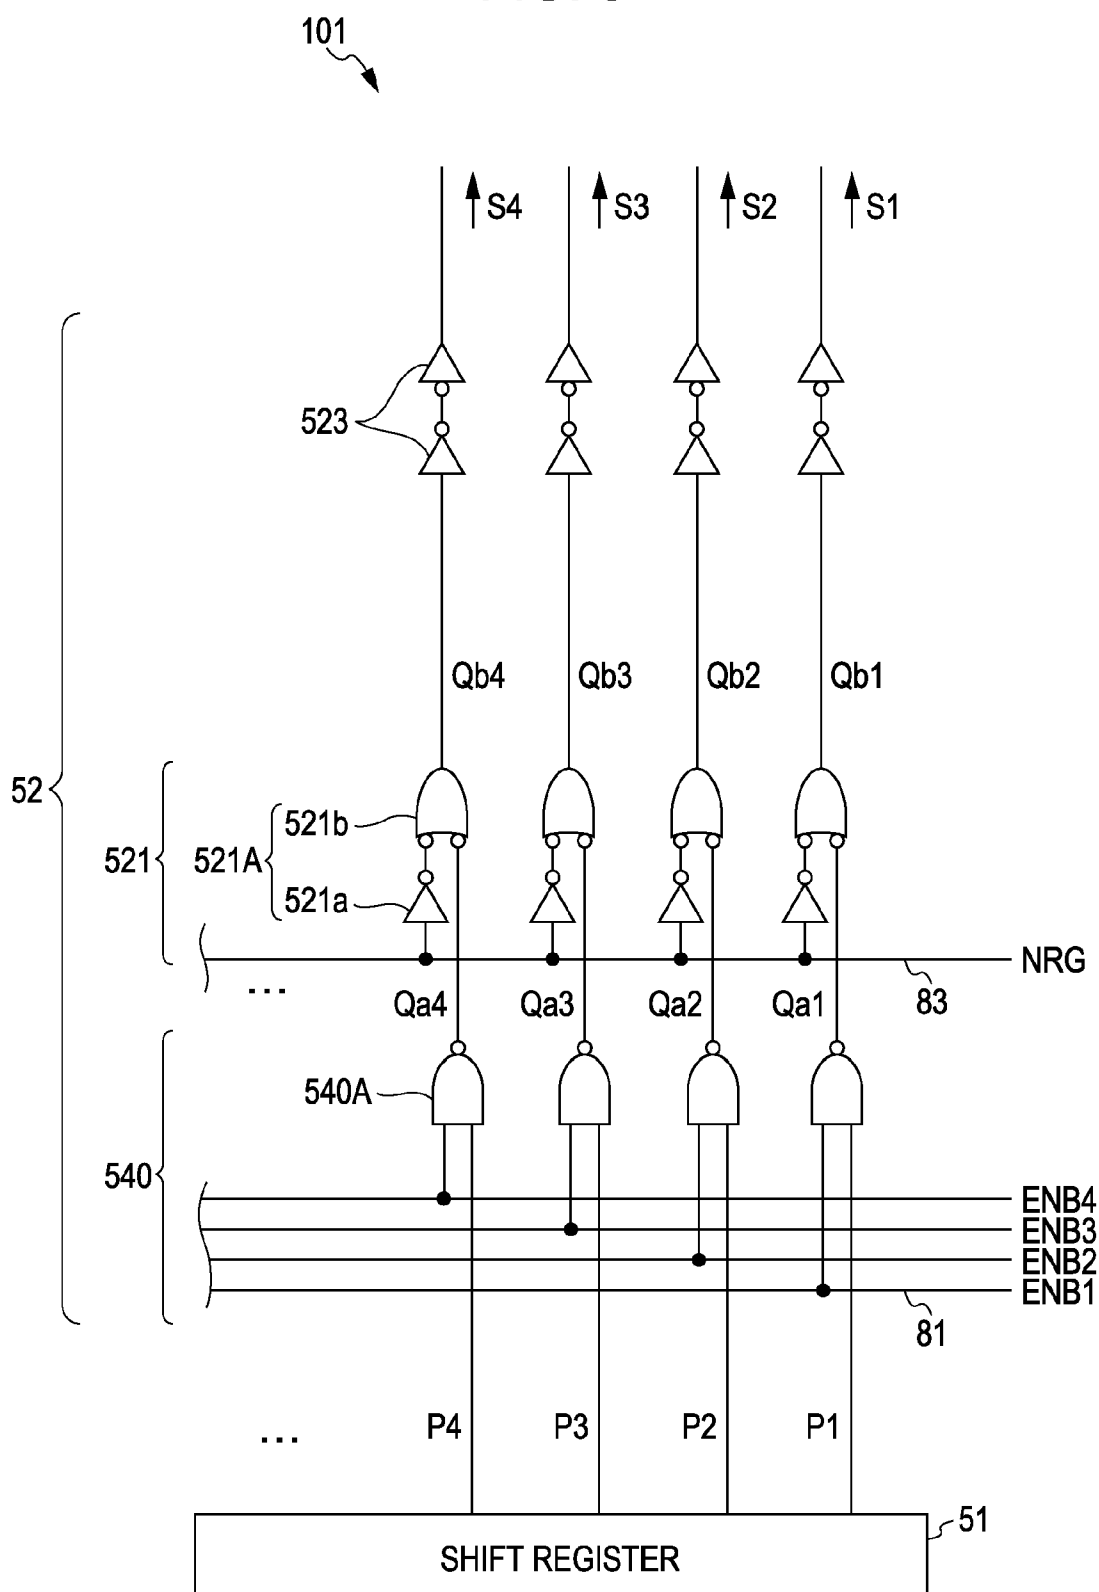 101
S4 S3 S2 S1
523
Qb4 Qb3 Qb2 Qb1
52
521
521A
521b
521a
NRG
...
Qa4 Qa3 Qa2 Qa1
83
540A
540
ENB4
ENB3
ENB2
ENB1
81
...
P4 P3 P2 P1
51
SHIFT REGISTER